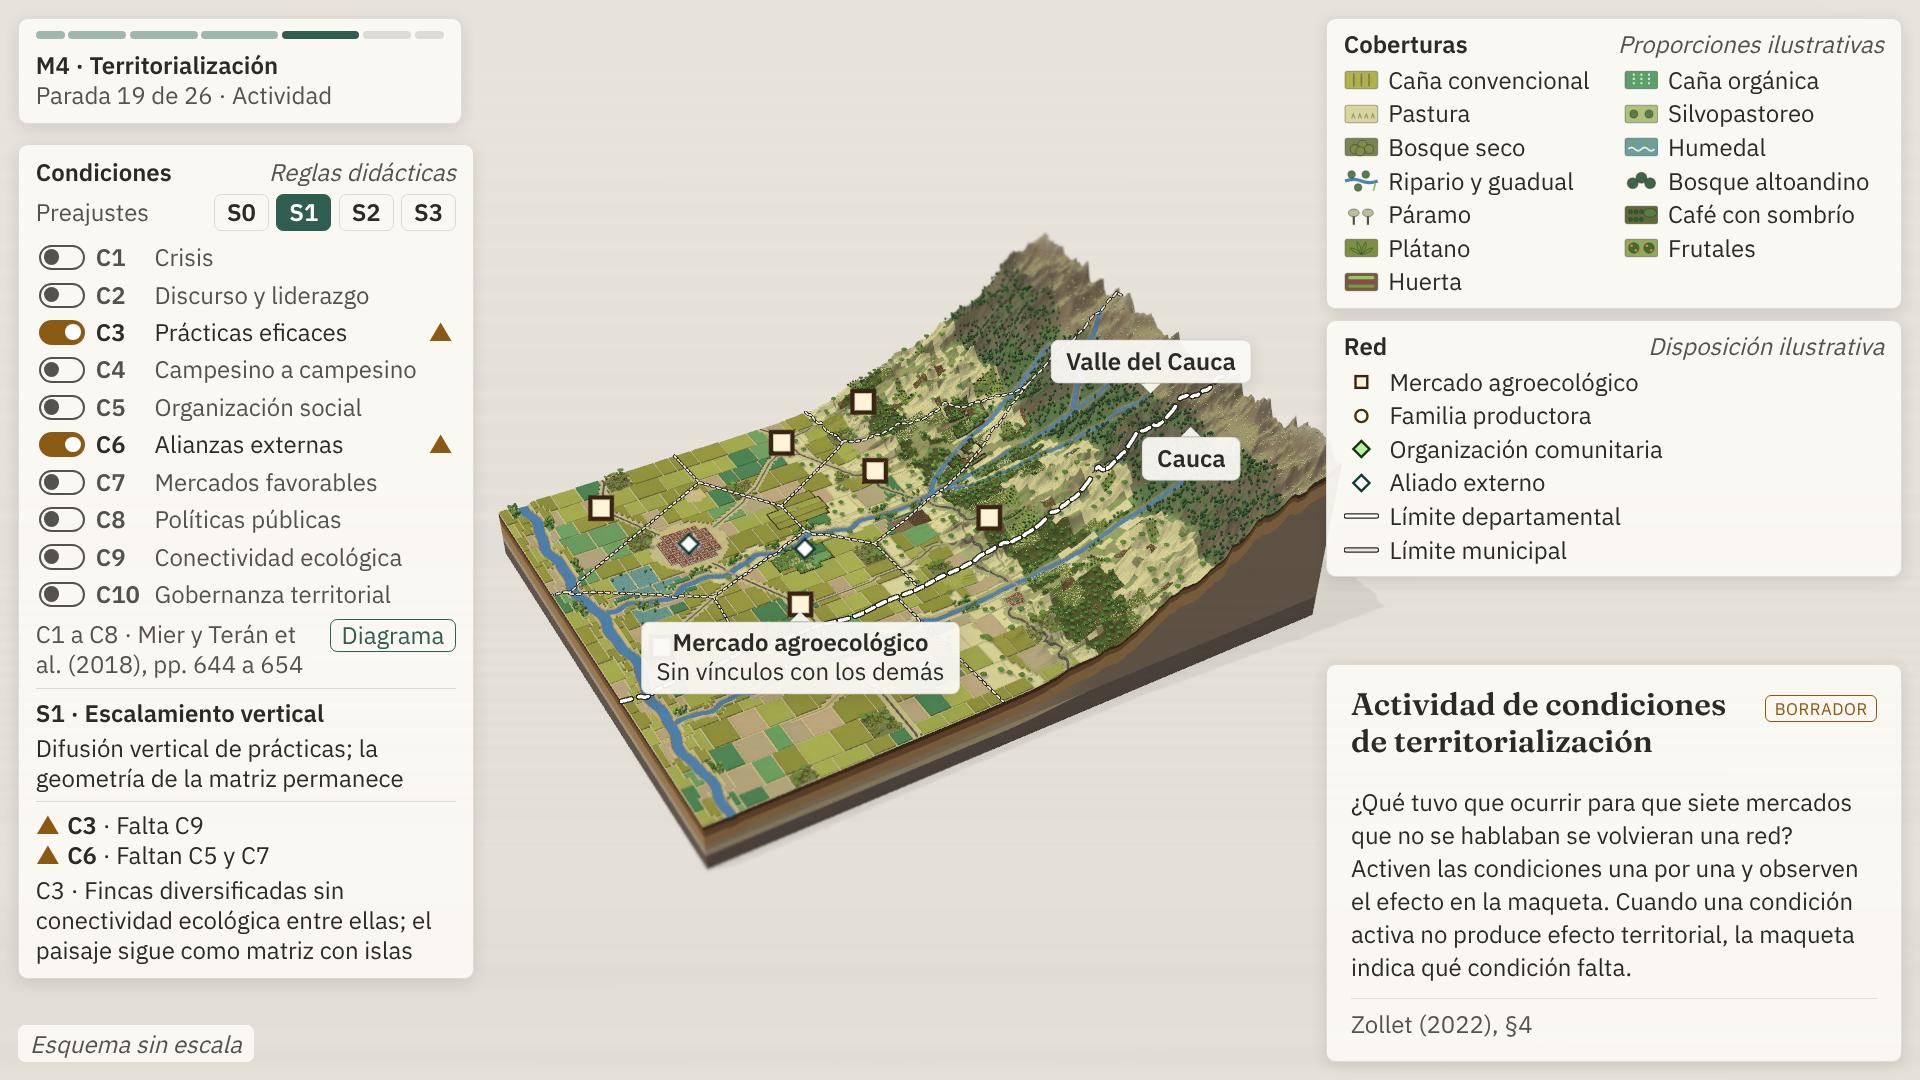 M4 · Territorialización
Parada 19 de 26 · Actividad
Condiciones
Reglas didácticas
Preajustes
S0
S1
S2
S3
C1 Crisis
C2 Discurso y liderazgo
C3 Prácticas eficaces
C4 Campesino a campesino
C5 Organización social
C6 Alianzas externas
C7 Mercados favorables
C8 Políticas públicas
C9 Conectividad ecológica
C10 Gobernanza territorial
C1 a C8 · Mier y Terán et
al. (2018), pp. 644 a 654
Diagrama
S1 · Escalamiento vertical
Difusión vertical de prácticas; la
geometría de la matriz permanece
C3 · Falta C9
C6 · Faltan C5 y C7
C3 · Fincas diversificadas sin
conectividad ecológica entre ellas; el
paisaje sigue como matriz con islas
Esquema sin escala
Valle del Cauca
Cauca
Mercado agroecológico
Sin vínculos con los demás
Coberturas
Proporciones ilustrativas
Caña convencional
Caña orgánica
Pastura
Silvopastoreo
Bosque seco
Humedal
Ripario y guadual
Bosque altoandino
Páramo
Café con sombrío
Plátano
Frutales
Huerta
Red
Disposición ilustrativa
Mercado agroecológico
Familia productora
Organización comunitaria
Aliado externo
Límite departamental
Límite municipal
Actividad de condiciones
de territorialización
BORRADOR
¿Qué tuvo que ocurrir para que siete mercados
que no se hablaban se volvieran una red?
Activen las condiciones una por una y observen
el efecto en la maqueta. Cuando una condición
activa no produce efecto territorial, la maqueta
indica qué condición falta.
Zollet (2022), §4